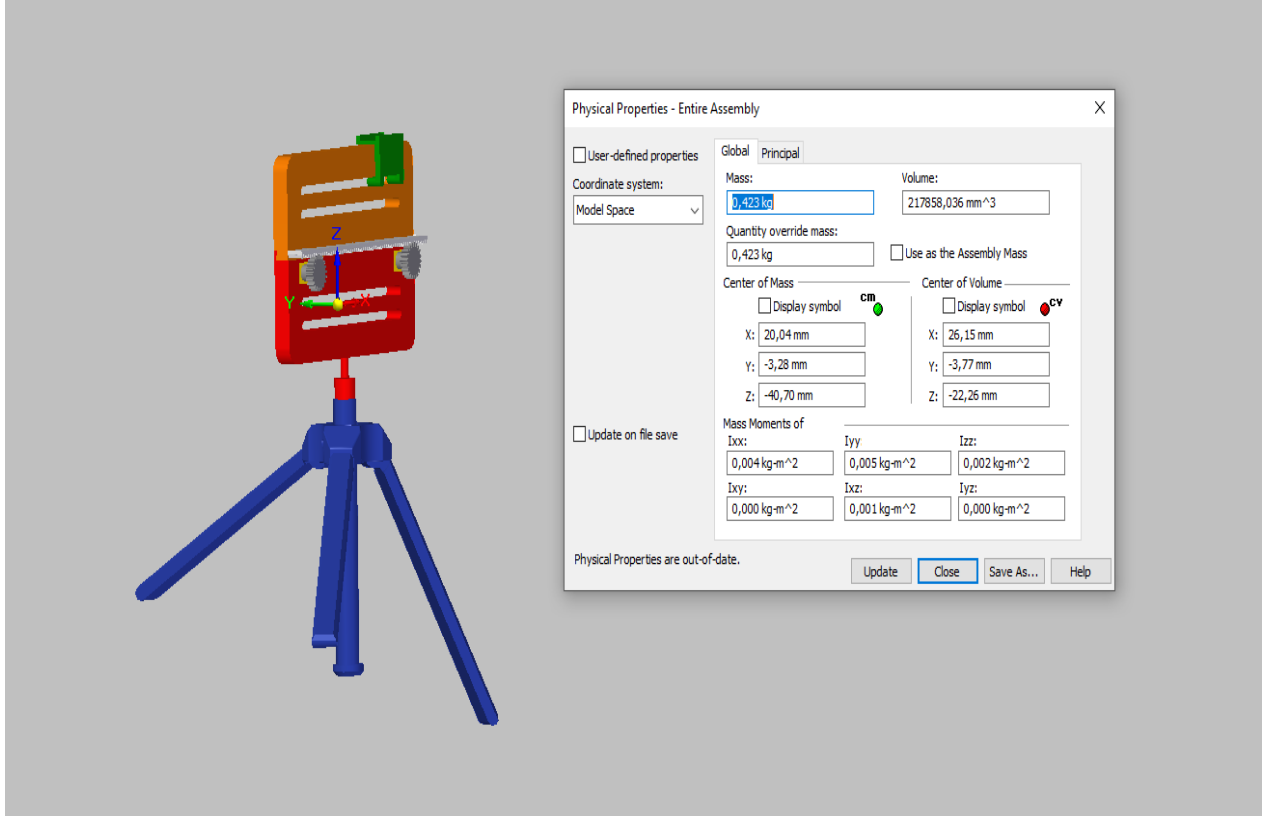 Physical Properties - Entire Assembly
User-defined properties
Coordinate system:
Model Space
Update on file save
Physical Properties are out-of-date.
Global Principal
Mass: Volume:
0,423 kg 217858,036 mm^3
Quantity override mass:
0,423 kg Use as the Assembly Mass
Center of Mass Center of Volume
Display symbol cm Display symbol CV
X: 20,04 mm X: 26,15 mm
Y: -3,28 mm Y: -3,77 mm
Z: -40,70 mm Z: -22,26 mm
Mass Moments of
Ixx: Iyy Izz:
0,004 kg-m^2 0,005 kg-m^2 0,002 kg-m^2
Ixy: Ixz: Iyz:
0,000 kg-m^2 0,001 kg-m^2 0,000 kg-m^2
Update Close Save As... Help
Z
Y X